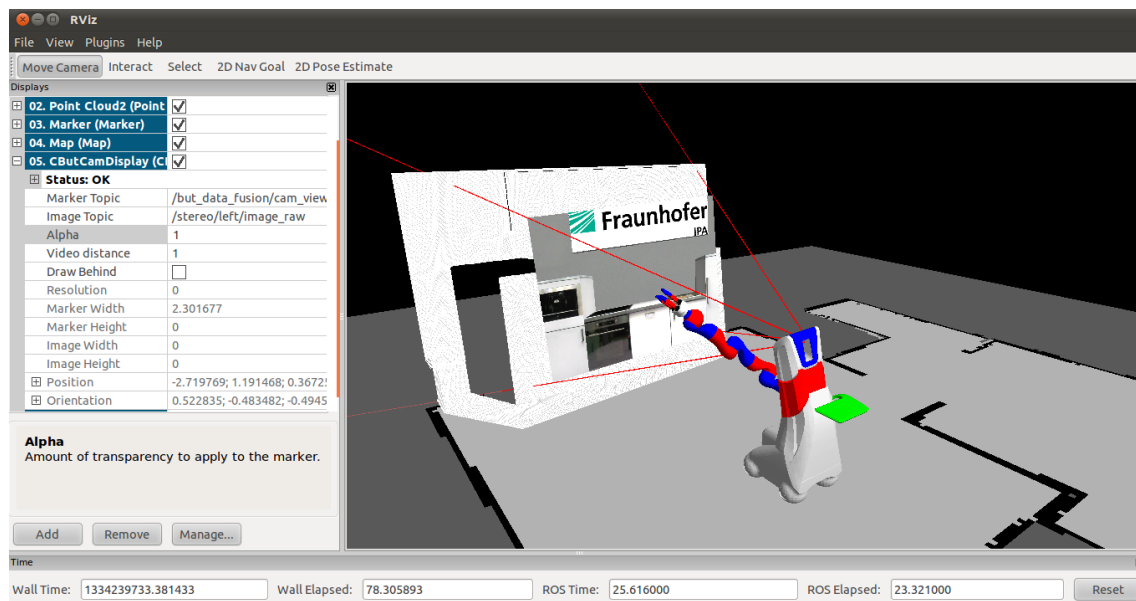 RViz
File View Plugins Help
Move Camera Interact Select 2D Nav Goal 2D Pose Estimate
Displays
02. Point Cloud2 (Point
03. Marker (Marker)
04. Map (Map)
05. CButCamDisplay (Cl
Status: OK
Marker Topic /but_data_fusion/cam_view
Image Topic /stereo/left/image_raw
Alpha 1
Video distance 1
Draw Behind
Resolution 0
Marker Width 2.301677
Marker Height 0
Image Width 0
Image Height 0
Position -2.719769; 1.191468; 0.3672
Orientation 0.522835; -0.483482; -0.4945
Fraunhofer
IPA
Alpha
Amount of transparency to apply to the marker.
Add Remove Manage...
Time
Wall Time: 1334239733.381433 Wall Elapsed: 78.305893 ROS Time: 25.616000 ROS Elapsed: 23.321000 Reset